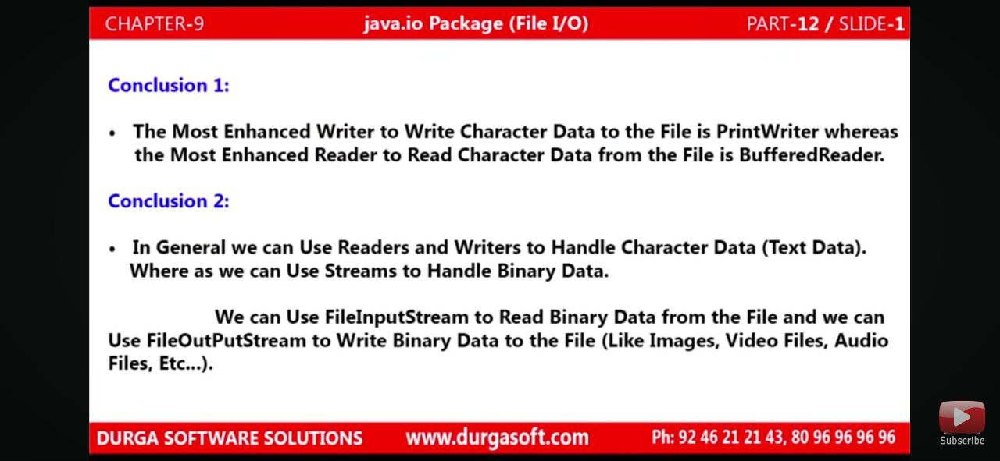 CHAPTER-9 java.io Package (File I/O) PART-12 / SLIDE-1
Conclusion 1:
• The Most Enhanced Writer to Write Character Data to the File is PrintWriter whereas
the Most Enhanced Reader to Read Character Data from the File is BufferedReader.
Conclusion 2:
• In General we can Use Readers and Writers to Handle Character Data (Text Data).
Where as we can Use Streams to Handle Binary Data.
We can Use FileInputStream to Read Binary Data from the File and we can
Use FileOutPutStream to Write Binary Data to the File (Like Images, Video Files, Audio
Files, Etc...).
DURGA SOFTWARE SOLUTIONS www.durgasoft.com Ph: 92 46 21 21 43, 80 96 96 96 96
Subscribe